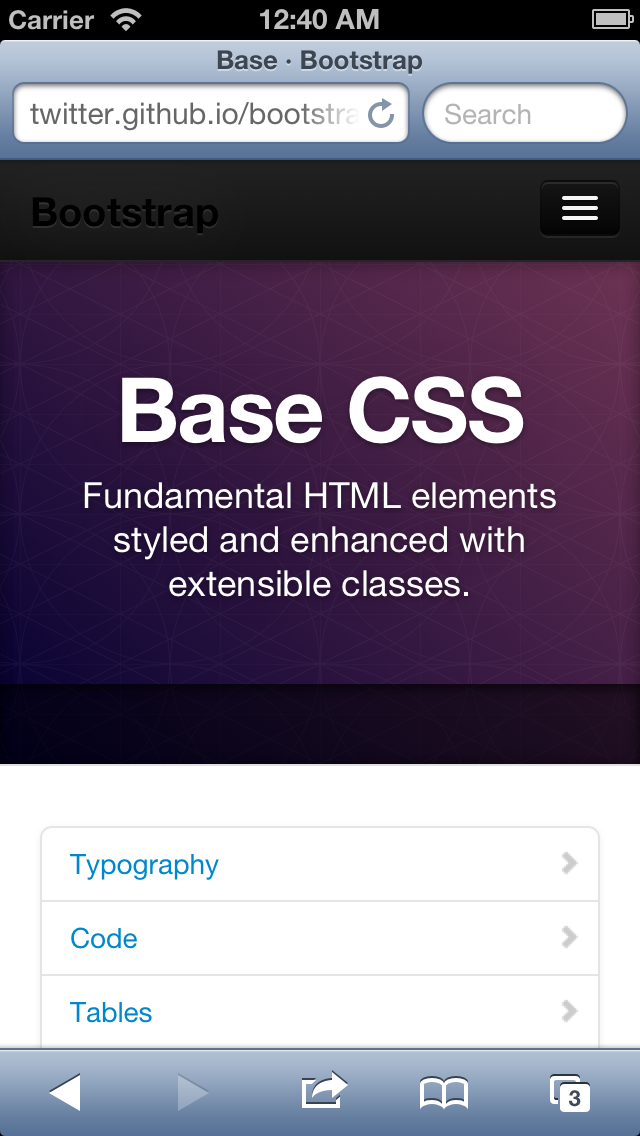 Carrier 12:40 AM
Base · Bootstrap
twitter.github.io/bootstra Search
Bootstrap
Base CSS
Fundamental HTML elements
styled and enhanced with
extensible classes.
Typography
Code
Tables
3